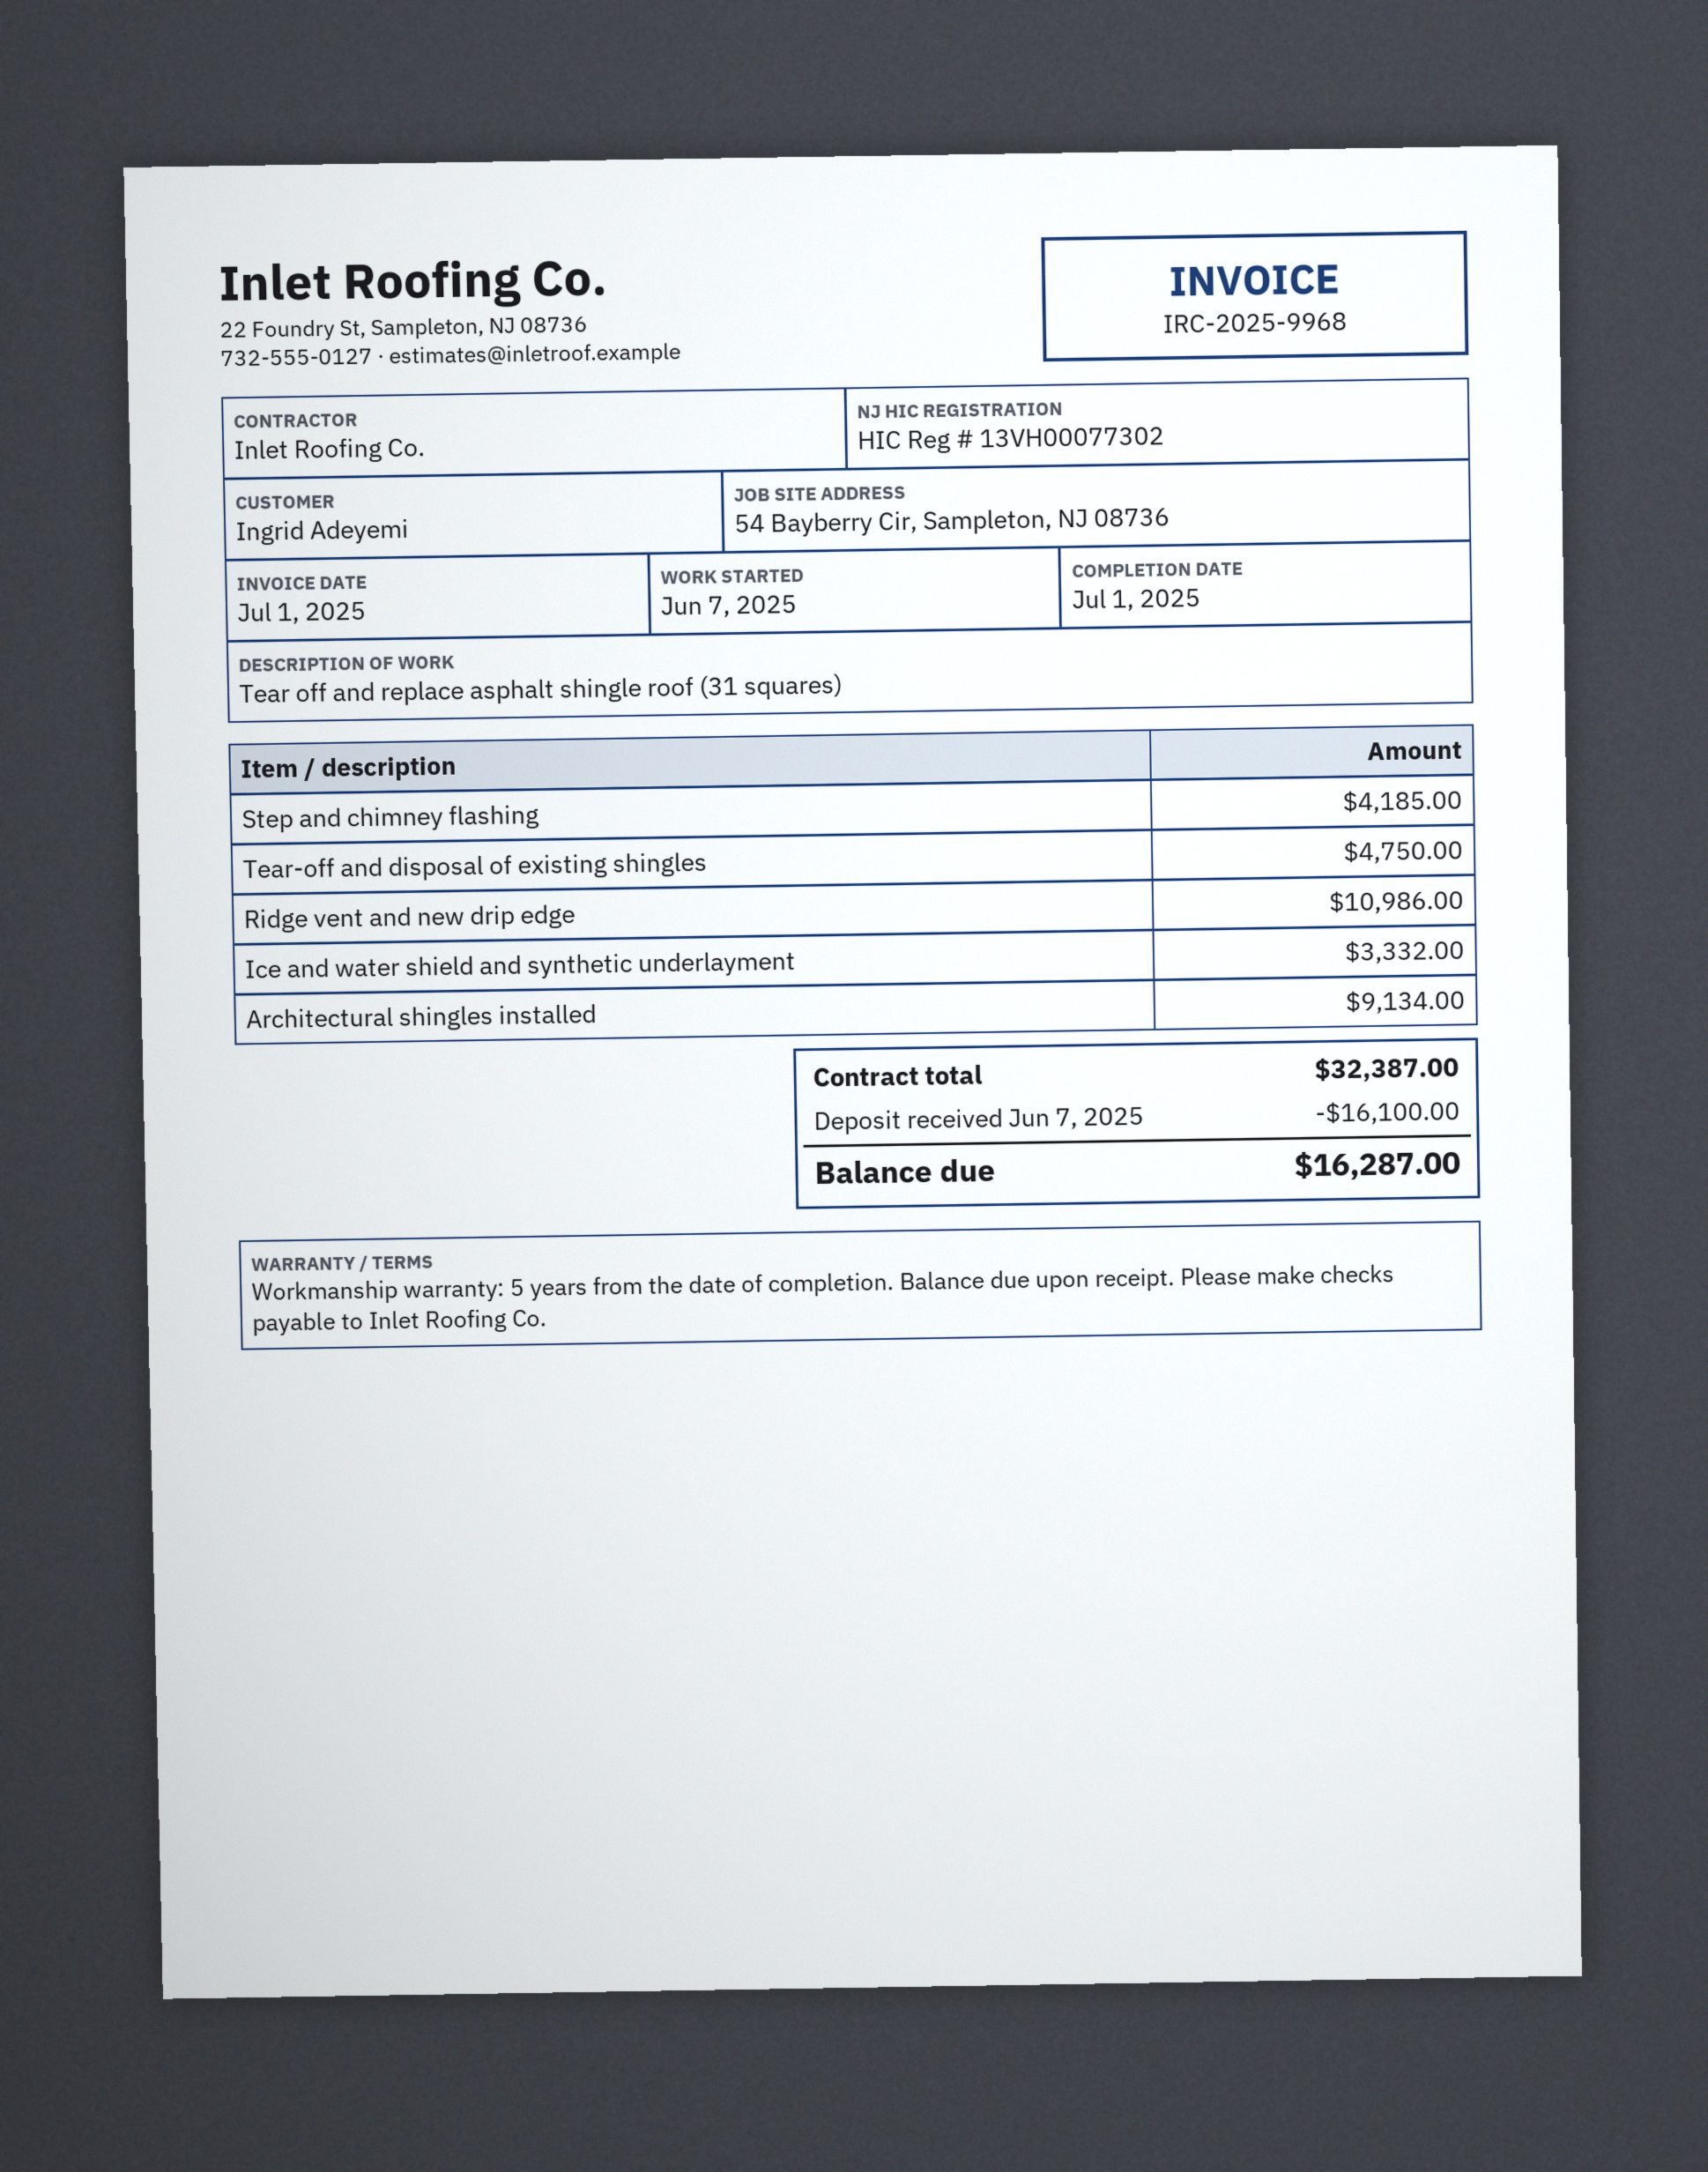 Inlet Roofing Co.
22 Foundry St, Sampleton, NJ 08736
732-555-0127 · estimates@inletroof.example
INVOICE
IRC-2025-9968
CONTRACTOR
Inlet Roofing Co.
NJ HIC REGISTRATION
HIC Reg # 13VH00077302
CUSTOMER
Ingrid Adeyemi
JOB SITE ADDRESS
54 Bayberry Cir, Sampleton, NJ 08736
INVOICE DATE
Jul 1, 2025
WORK STARTED
Jun 7, 2025
COMPLETION DATE
Jul 1, 2025
DESCRIPTION OF WORK
Tear off and replace asphalt shingle roof (31 squares)
Item / description Amount
Step and chimney flashing $4,185.00
Tear-off and disposal of existing shingles $4,750.00
Ridge vent and new drip edge $10,986.00
Ice and water shield and synthetic underlayment $3,332.00
Architectural shingles installed $9,134.00
Contract total $32,387.00
Deposit received Jun 7, 2025 -$16,100.00
Balance due $16,287.00
WARRANTY / TERMS
Workmanship warranty: 5 years from the date of completion. Balance due upon receipt. Please make checks
payable to Inlet Roofing Co.